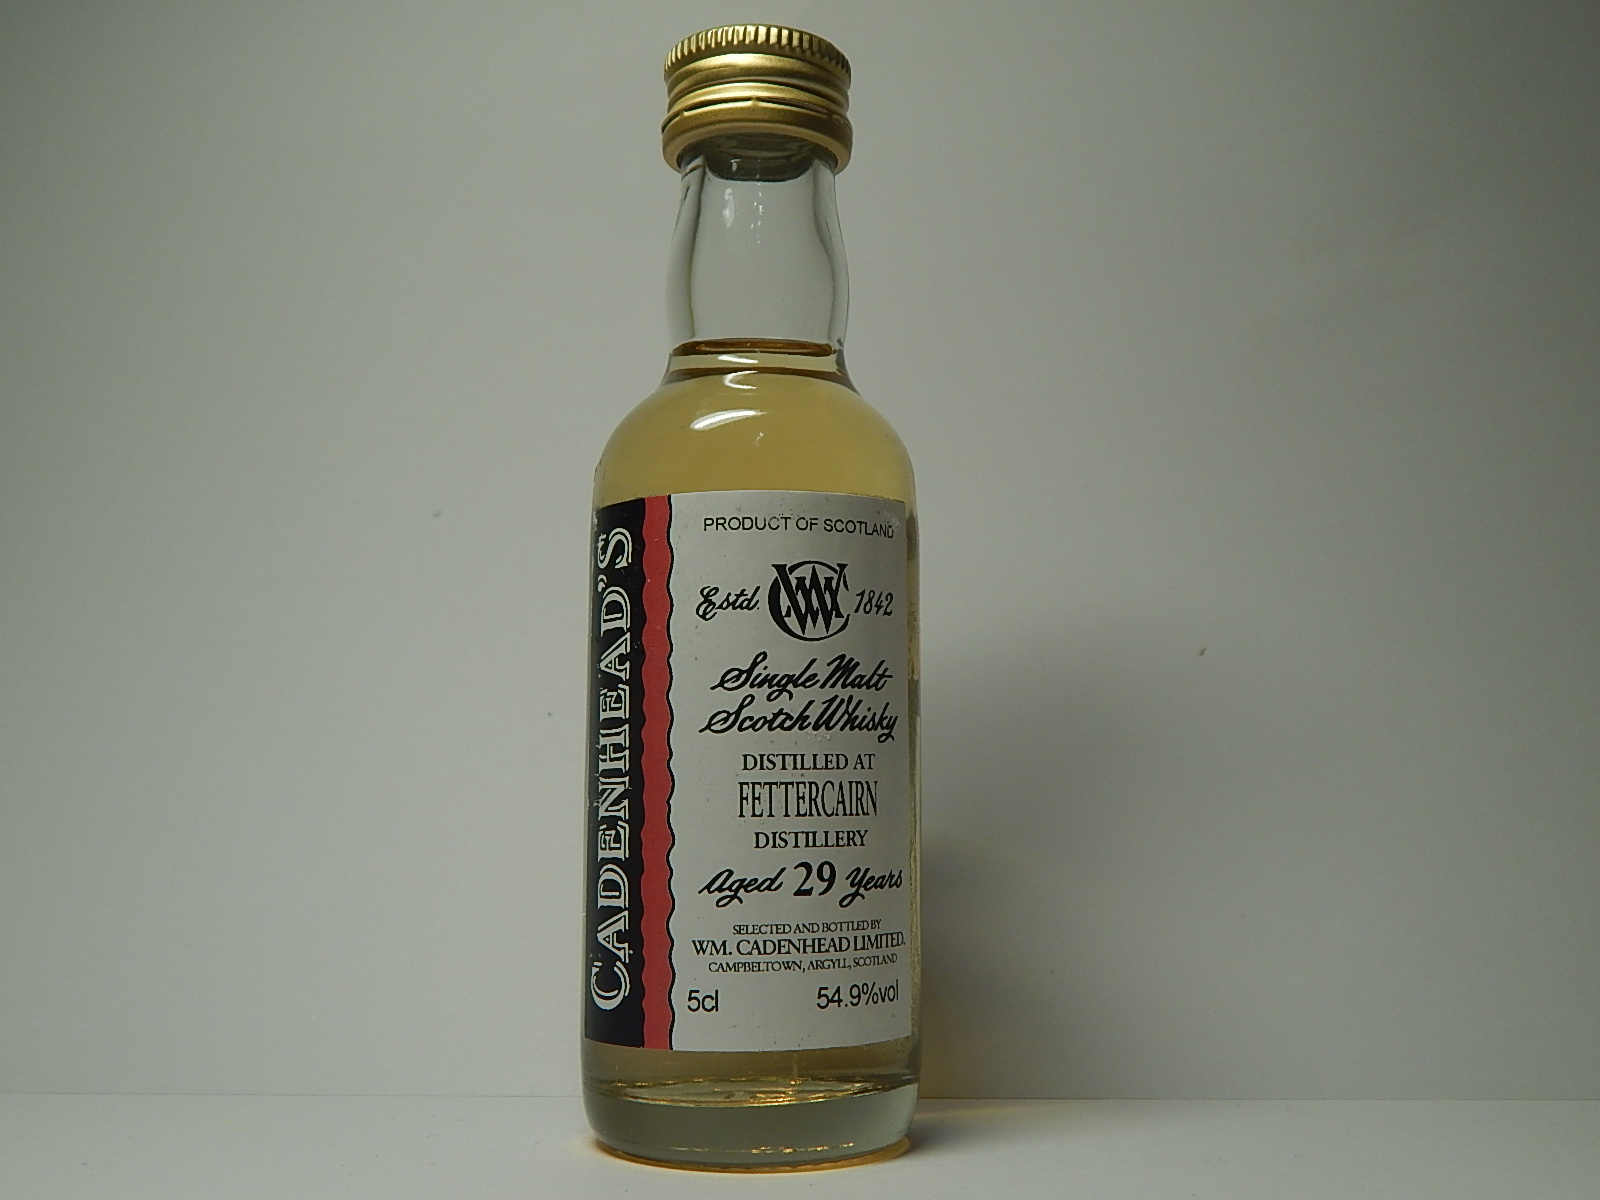 CADENHEAD'S
PRODUCT OF SCOTLAND
Estd. WC 1842
Single Malt
Scotch Whisky
DISTILLED AT
FETTERCAIRN
DISTILLERY
Aged 29 Years
SELECTED AND BOTTLED BY
WM. CADENHEAD LIMITED.
CAMPBELTOWN, ARGYLL, SCOTLAND
5cl 54.9%vol